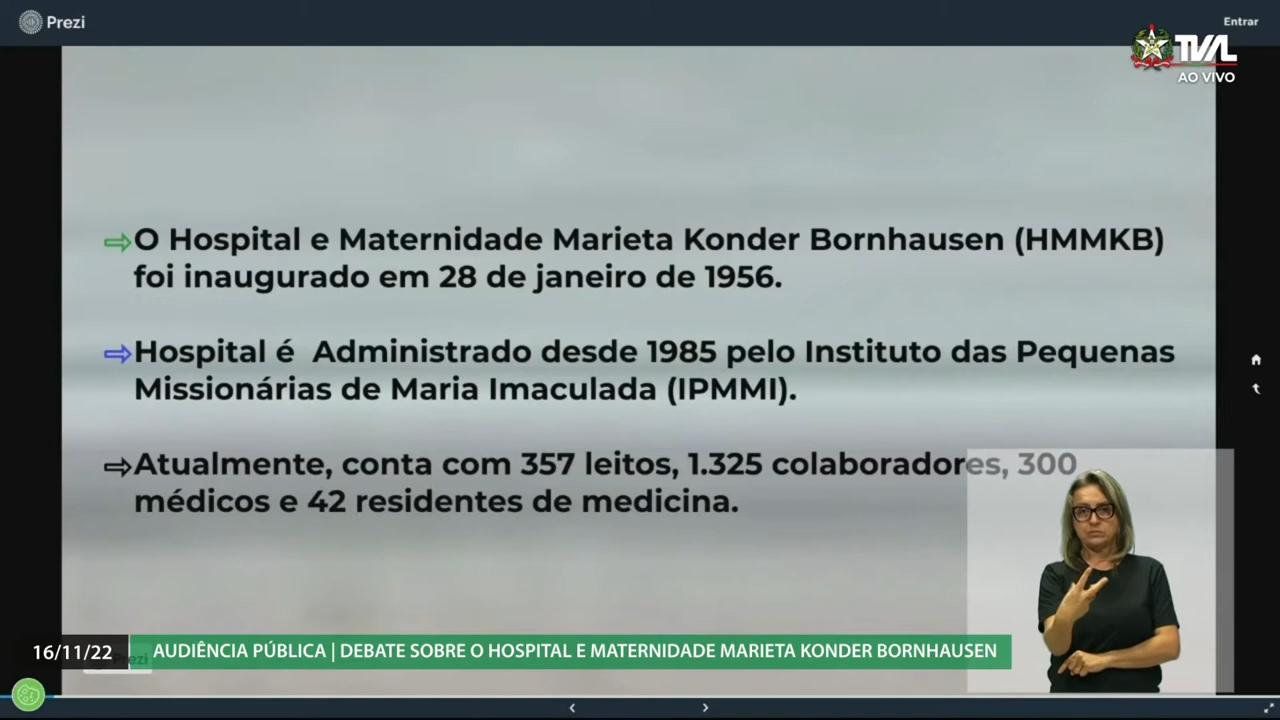 Prezi
Entrar
TVAL
AO VIVO
O Hospital e Maternidade Marieta Konder Bornhausen (HMMKB)
foi inaugurado em 28 de janeiro de 1956.
Hospital é Administrado desde 1985 pelo Instituto das Pequenas
Missionárias de Maria Imaculada (IPMMI).
Atualmente, conta com 357 leitos, 1.325 colaboradores, 300
médicos e 42 residentes de medicina.
Prezi
16/11/22 AUDIÊNCIA PÚBLICA | DEBATE SOBRE O HOSPITAL E MATERNIDADE MARIETA KONDER BORNHAUSEN